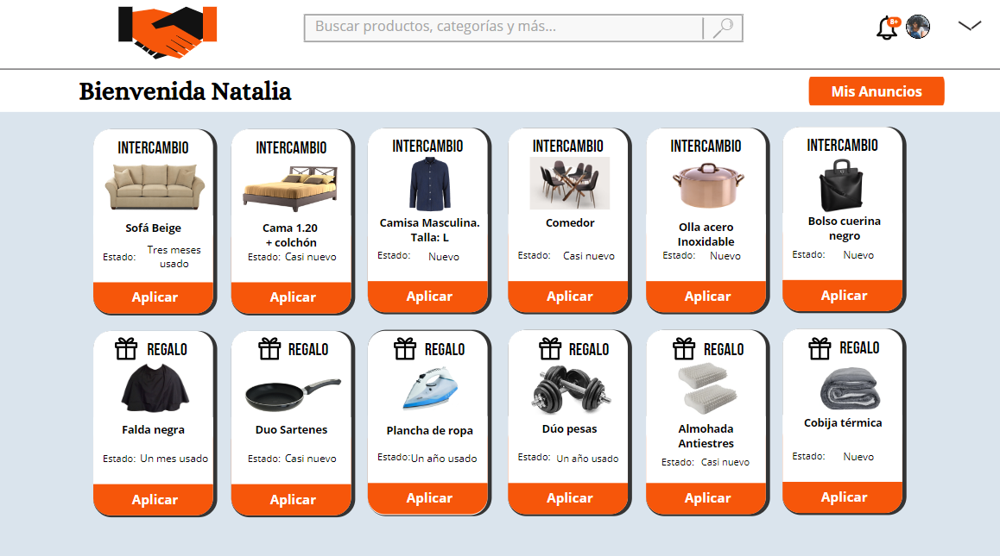 Buscar productos, categorías y más...
8+
Bienvenida Natalia
Mis Anuncios
INTERCAMBIO
Sofá Beige
Estado: Tres meses
usado
Aplicar
INTERCAMBIO
Cama 1.20
+ colchón
Estado: Casi nuevo
Aplicar
INTERCAMBIO
Camisa Masculina.
Talla: L
Estado: Nuevo
Aplicar
INTERCAMBIO
Comedor
Estado: Casi nuevo
Aplicar
INTERCAMBIO
Olla acero
Inoxidable
Estado: Nuevo
Aplicar
INTERCAMBIO
Bolso cuerina
negro
Estado: Nuevo
Aplicar
REGALO
Falda negra
Estado: Un mes usado
Aplicar
REGALO
Duo Sartenes
Estado: Casi nuevo
Aplicar
REGALO
Plancha de ropa
Estado: Un año usado
Aplicar
REGALO
Dúo pesas
Estado: Un año usado
Aplicar
REGALO
Almohada
Antiestres
Estado: Casi nuevo
Aplicar
REGALO
Cobija térmica
Estado: Nuevo
Aplicar